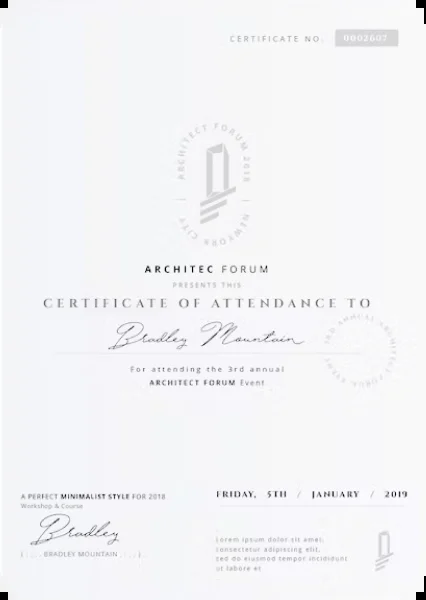 CERTIFICATE NO. 0002607
ARCHITECT FORUM 2018 | NEWYORK CITY |
ARCHITEC FORUM
PRESENTS THIS
CERTIFICATE OF ATTENDANCE TO
Bradley Mountain
3RD ANNUAL ARCHITECT FORUM EVENT
For attending the 3rd annual
ARCHITECT FORUM Event.
A PERFECT MINIMALIST STYLE FOR 2018
Workshop & Course
Bradley
BRADLEY MOUNTAIN
FRIDAY, 5TH / JANUARY / 2019
Lorem ipsum dolor sit amet,
consectetur adipiscing elit,
sed do eiusmod tempor incididunt
ut labore et